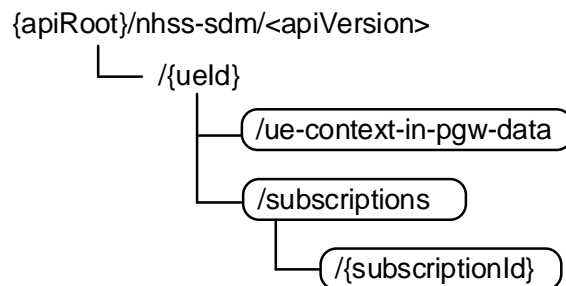 {apiRoot}/nhss-sdm/<apiVersion>
/{ueId}
/ue-context-in-pgw-data
/subscriptions
/{subscriptionId}